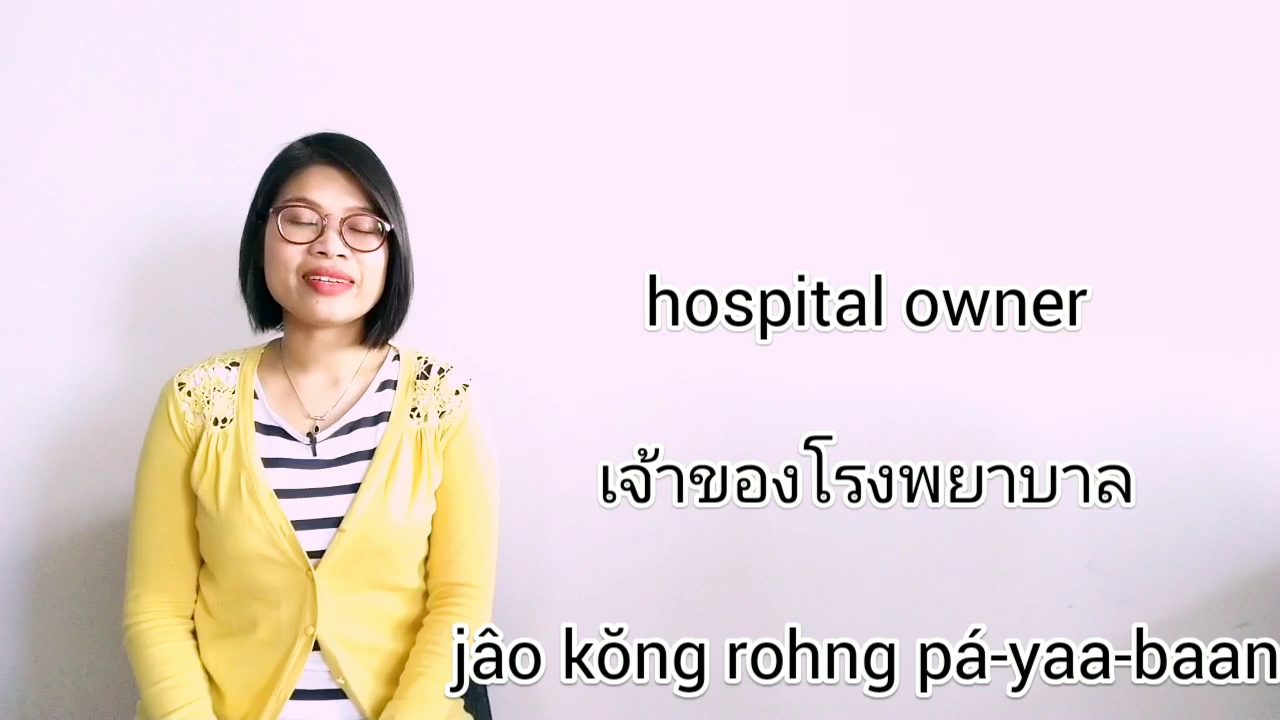 hospital owner
เจ้าของโรงพยาบาล
jâo kŏng rohng pá-yaa-baan